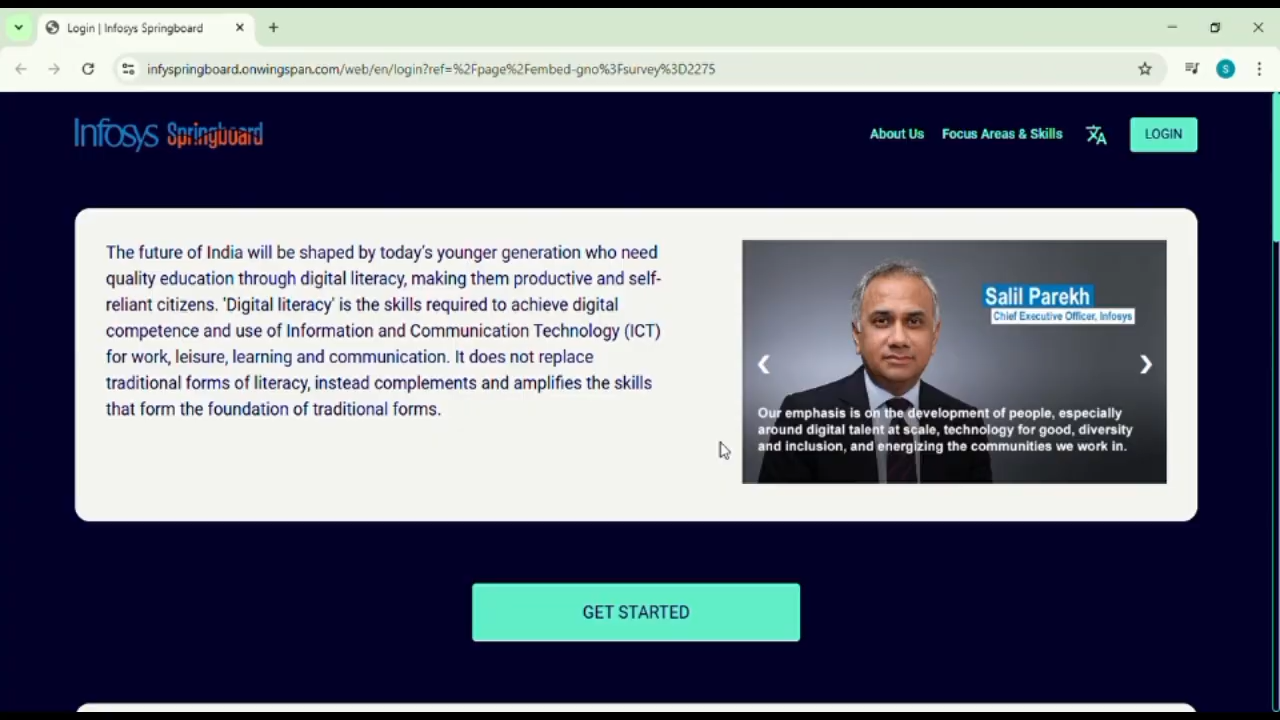 Login | Infosys Springboard
infyspringboard.onwingspan.com/web/en/login?ref=%2Fpage%2Fembed-gno%3Fsurvey%3D2275
S
Infosys Springboard
About Us
Focus Areas & Skills
LOGIN
The future of India will be shaped by today's younger generation who need
quality education through digital literacy, making them productive and self-
reliant citizens. 'Digital literacy' is the skills required to achieve digital
competence and use of Information and Communication Technology (ICT)
for work, leisure, learning and communication. It does not replace
traditional forms of literacy, instead complements and amplifies the skills
that form the foundation of traditional forms.
Salil Parekh
Chief Executive Officer, Infosys
Our emphasis is on the development of people, especially
around digital talent at scale, technology for good, diversity
and inclusion, and energizing the communities we work in.
GET STARTED